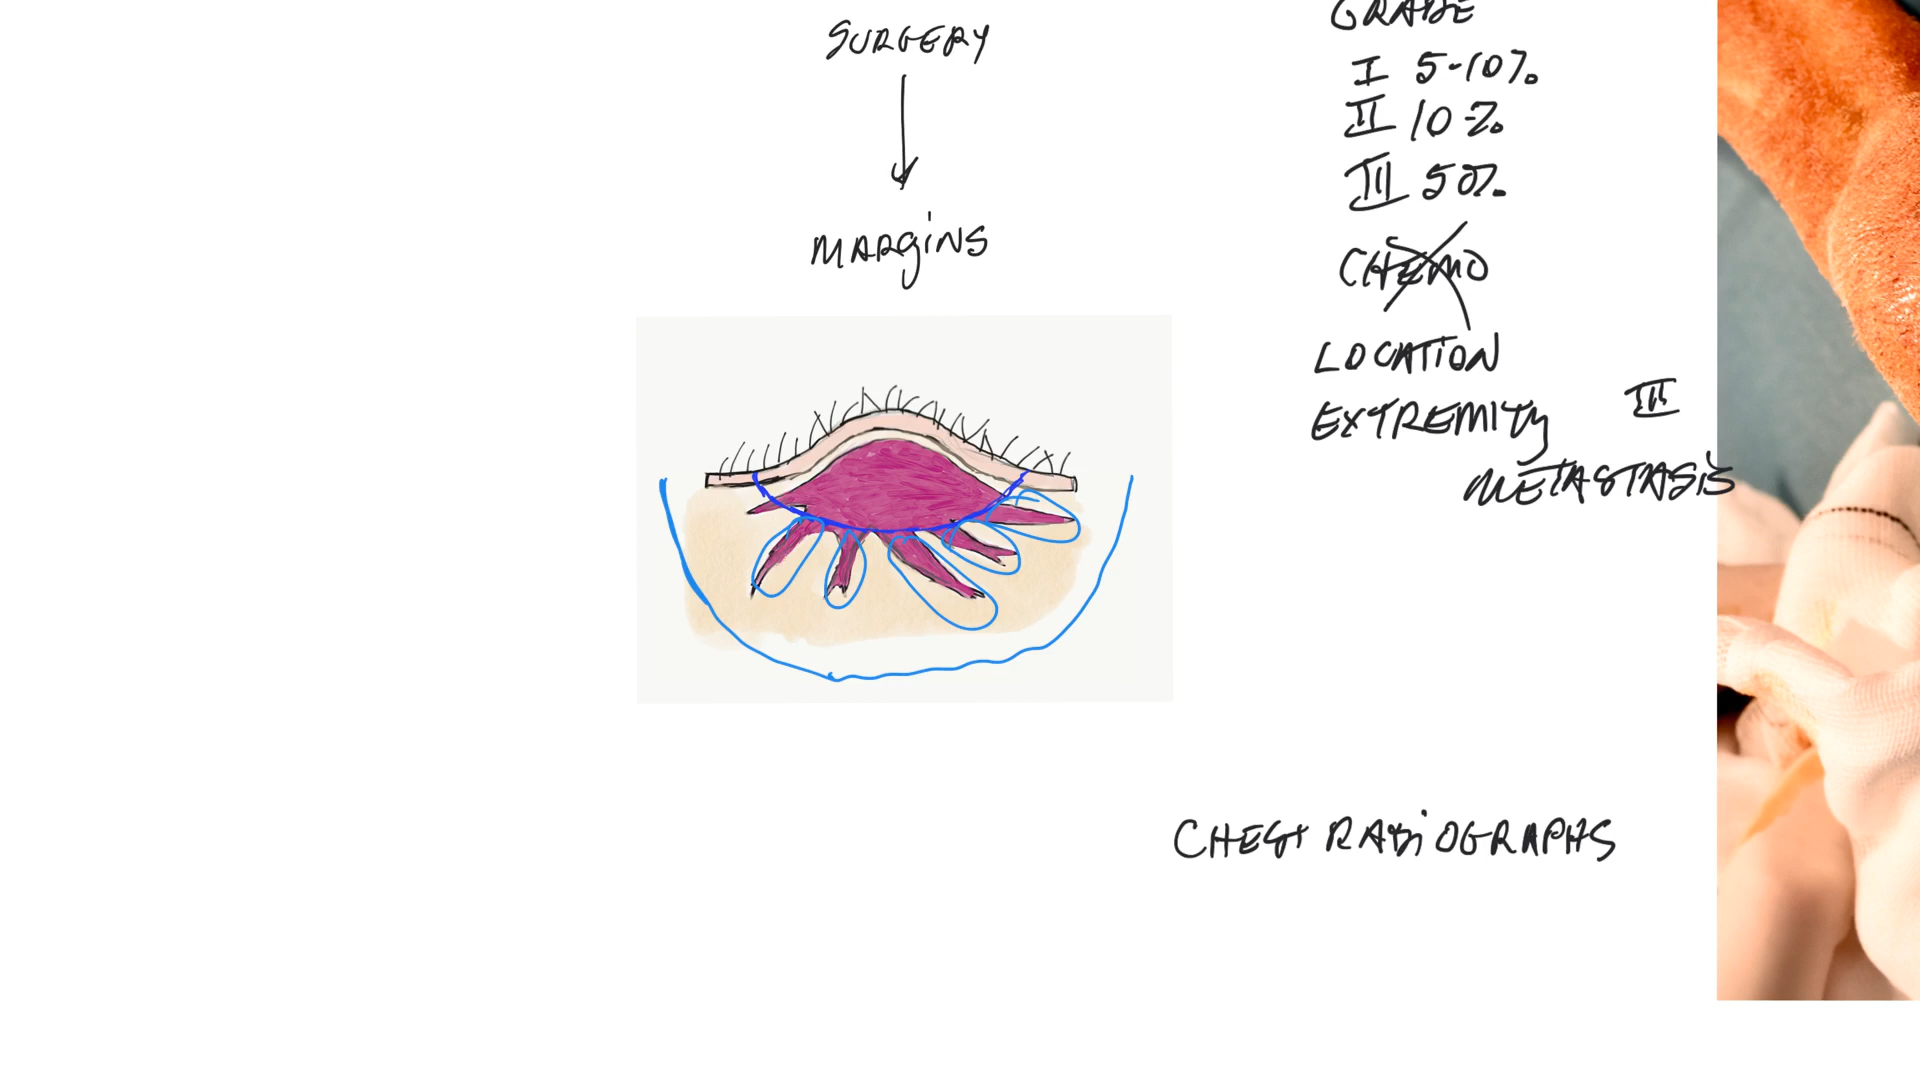 SURGERY
MARGINS
GRADE
I 5-10%
II 10-%
III 50%
CHEMO
LOCATION
EXTREMITY III
METASTASIS
CHEST RADIOGRAPHS